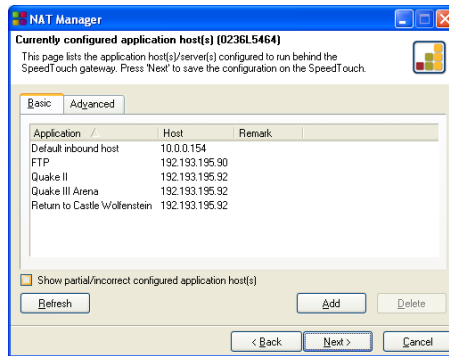 NAT Manager
Currently configured application host(s) (0236L5464)
This page lists the application host(s)/server(s) configured to run behind the
SpeedTouch gateway. Press 'Next' to save the configuration on the SpeedTouch.
Basic Advanced
Application Host Remark
Default inbound host 10.0.0.154
FTP 192.193.195.90
Quake II 192.193.195.92
Quake III Arena 192.193.195.92
Return to Castle Wolfenstein 192.193.195.92
Show partial/incorrect configured application host(s)
Refresh Add Delete
< Back Next > Cancel